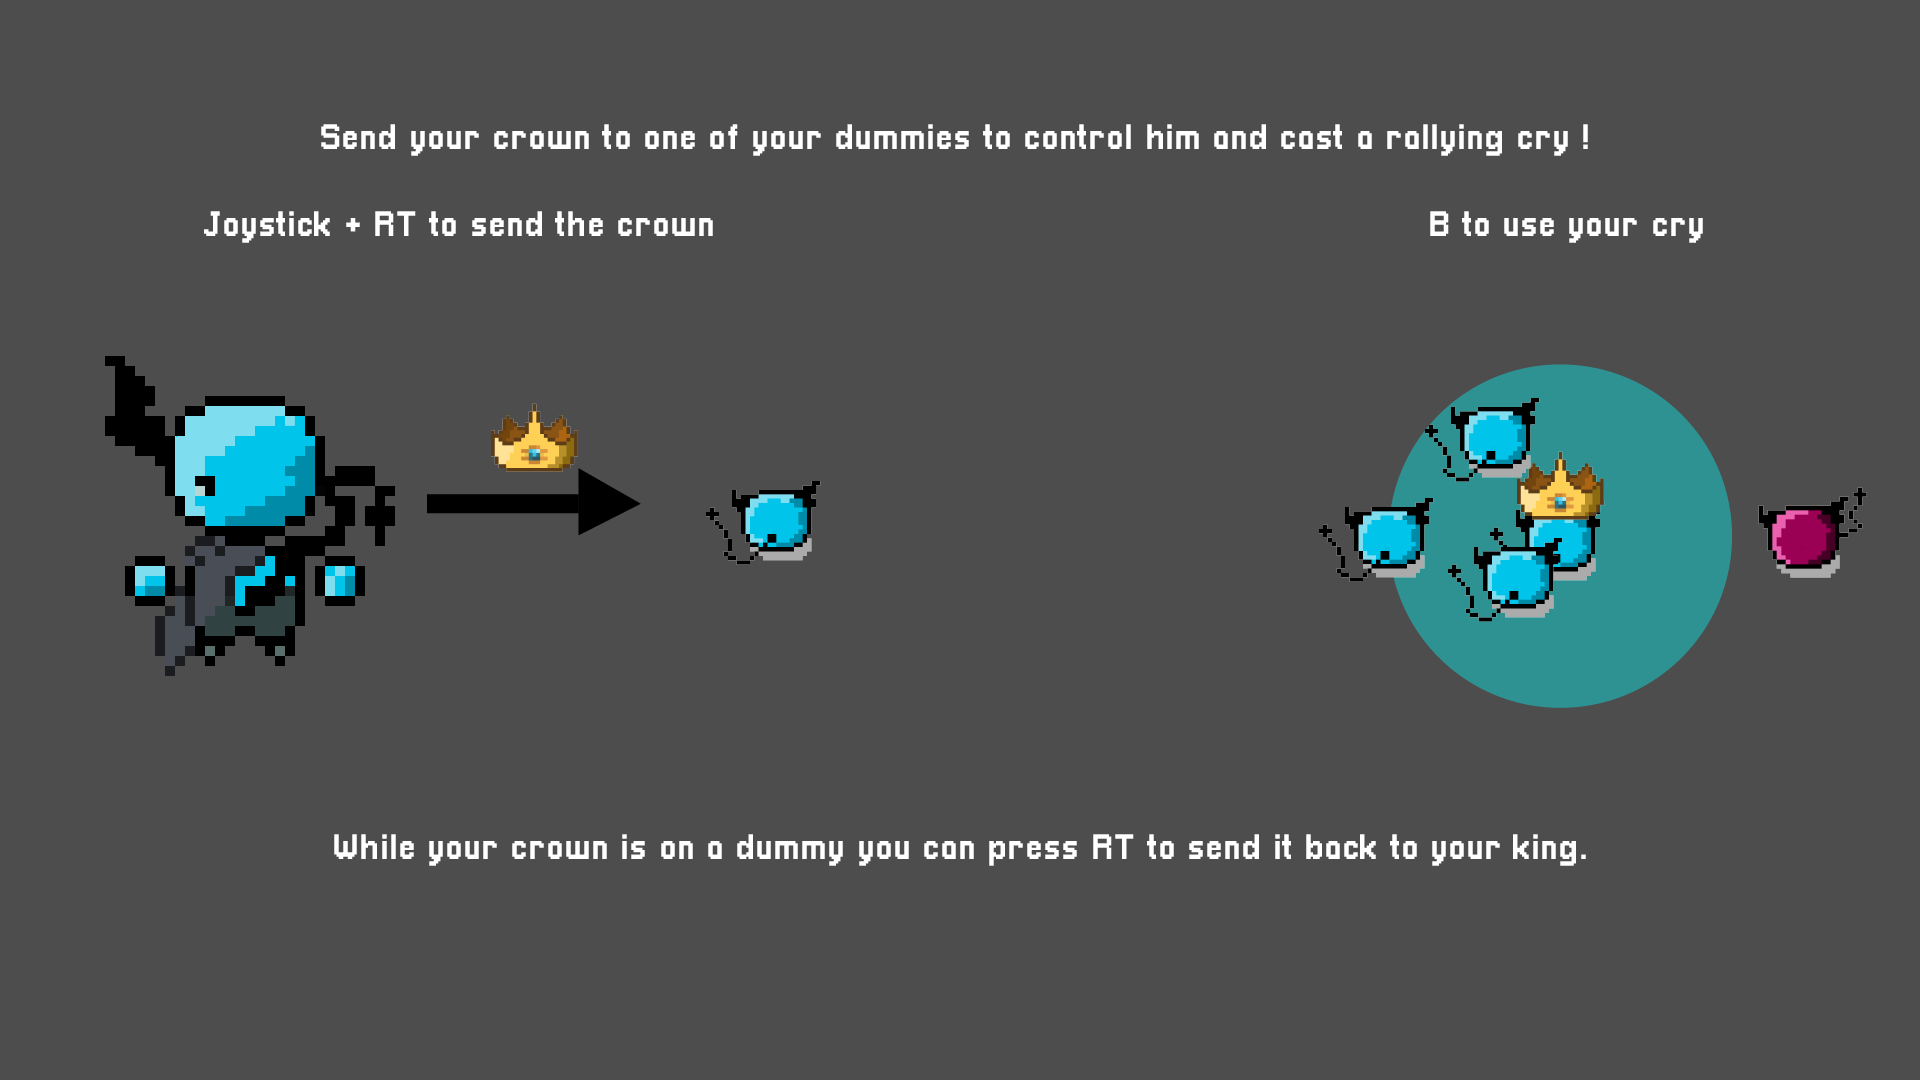 Send your crown to one of your dummies to control him and cast a rallying cry !
Joystick + RT to send the crown
B to use your cry
While your crown is on a dummy you can press RT to send it back to your king.